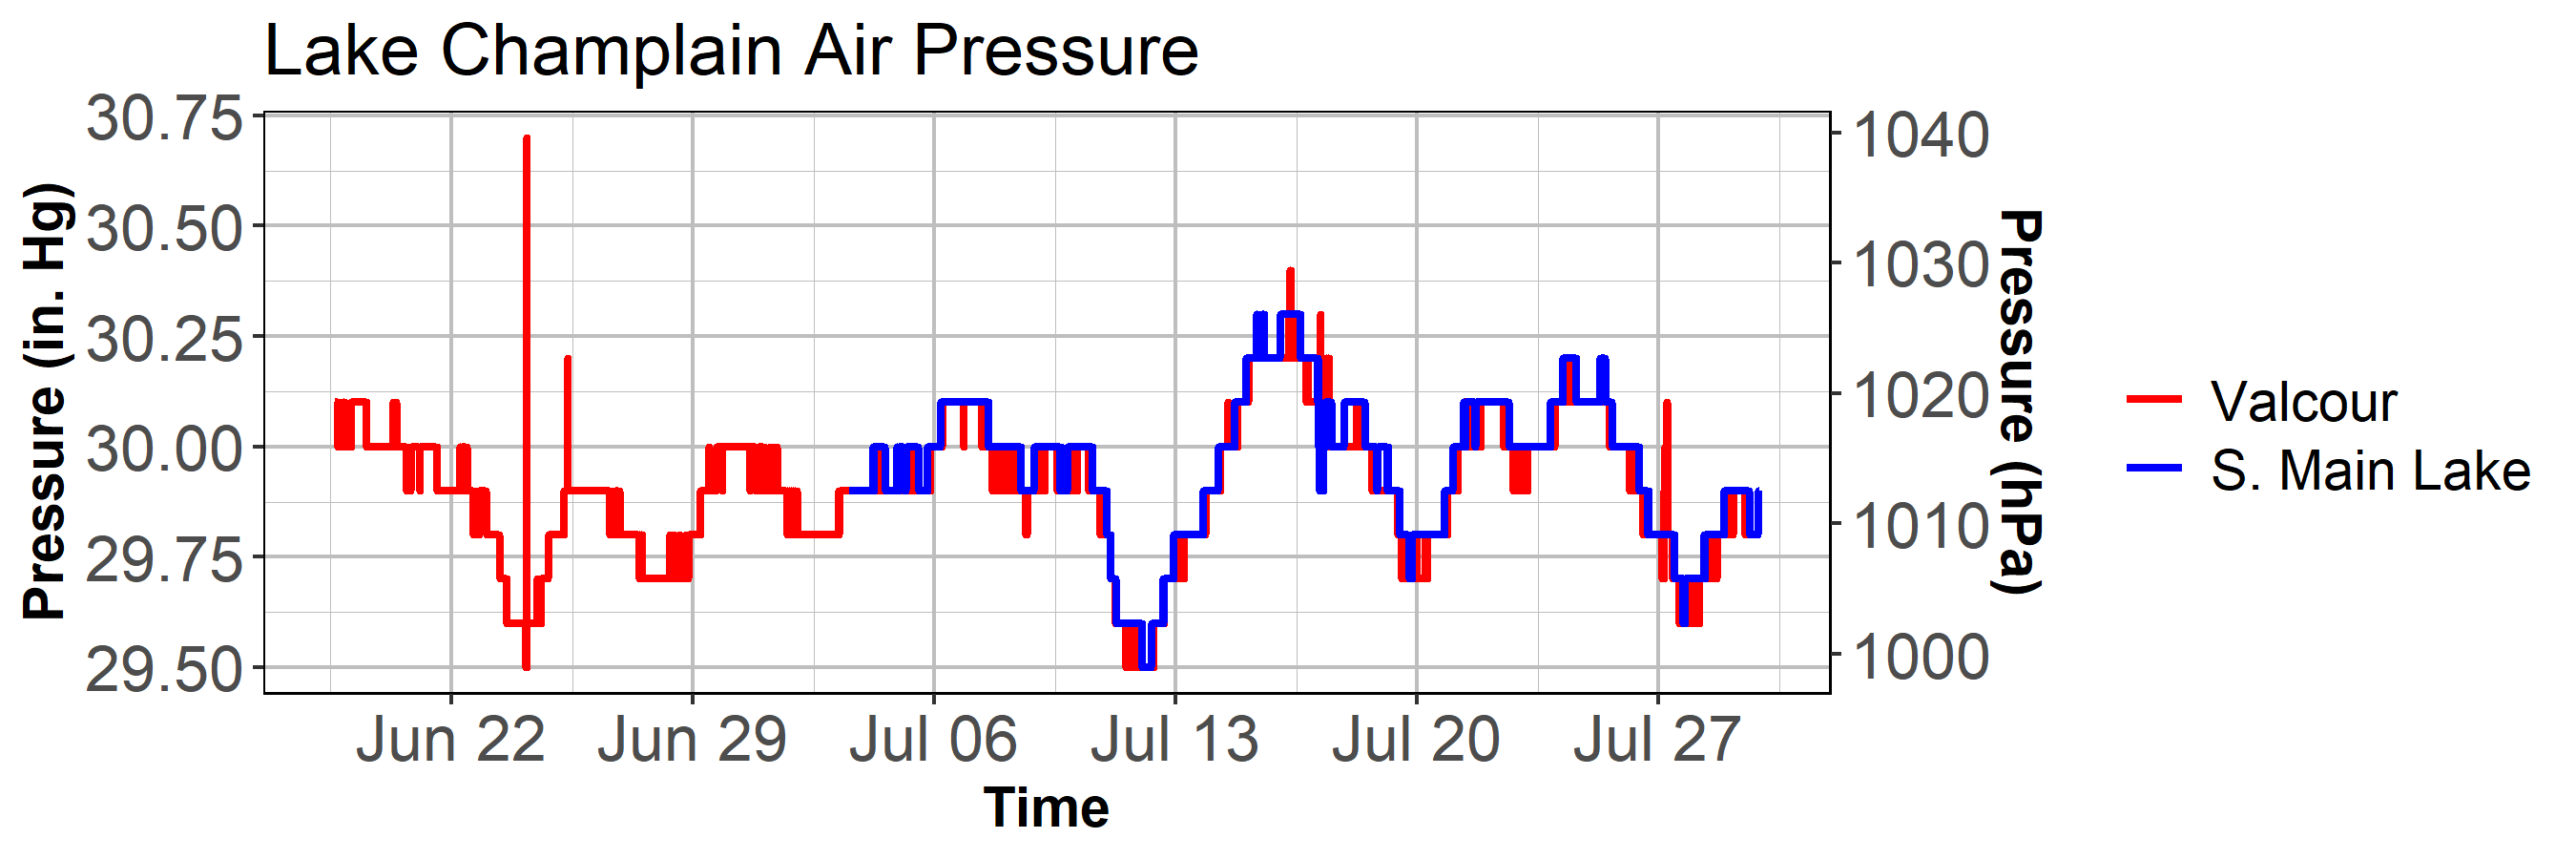 Lake Champlain Air Pressure
Pressure (in. Hg)
30.75
30.50
30.25
30.00
29.75
29.50
1040
1030
1020
1010
1000
Pressure (hPa)
Jun 22 Jun 29 Jul 06 Jul 13 Jul 20 Jul 27
Time
Valcour
S. Main Lake